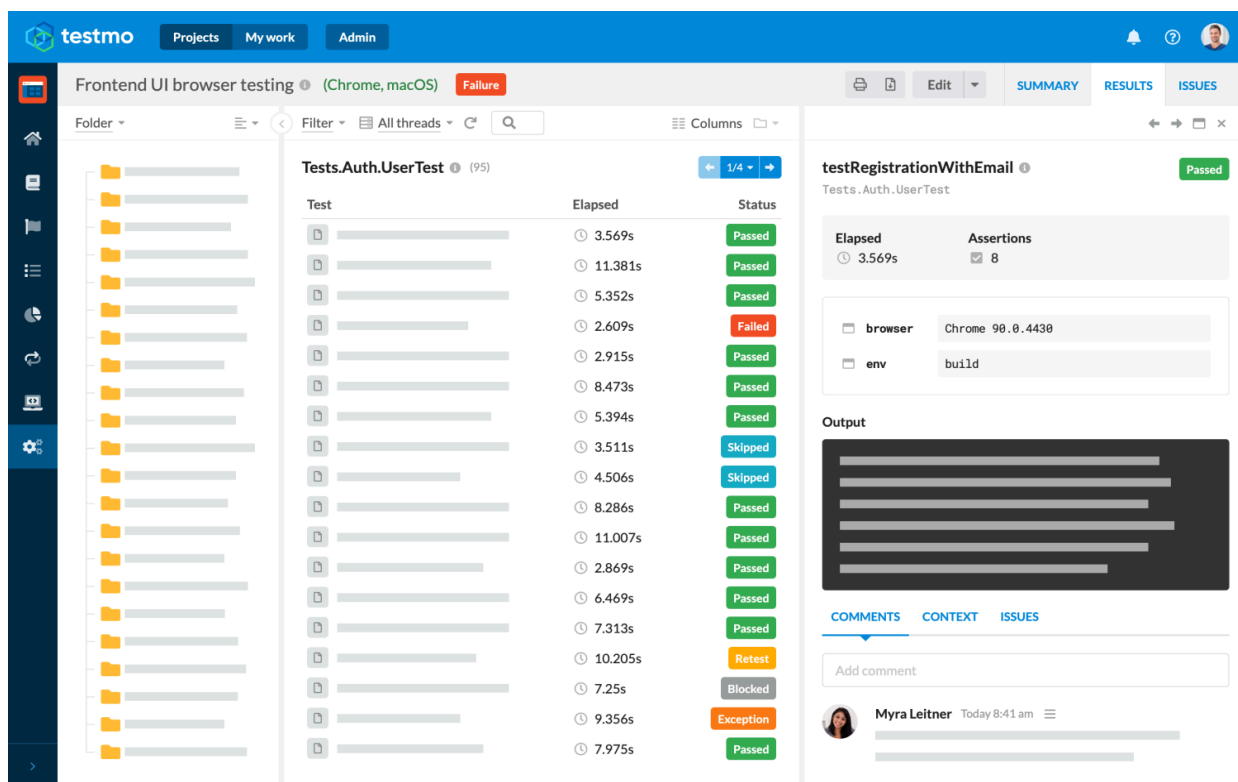 testmo Projects My work Admin
Frontend UI browser testing (Chrome, macOS) Failure Edit SUMMARY RESULTS ISSUES
Folder
Filter All threads Columns
Tests.Auth.UserTest (95) 1/4
Test Elapsed Status
3.569s Passed
11.381s Passed
5.352s Passed
2.609s Failed
2.915s Passed
8.473s Passed
5.394s Passed
3.511s Skipped
4.506s Skipped
8.286s Passed
11.007s Passed
2.869s Passed
6.469s Passed
7.313s Passed
10.205s Retest
7.25s Blocked
9.356s Exception
7.975s Passed
testRegistrationWithEmail Passed
Tests.Auth.UserTest
Elapsed Assertions
3.569s 8
browser Chrome 90.0.4430
env build
Output
COMMENTS CONTEXT ISSUES
Add comment
Myra Leitner Today 8:41 am